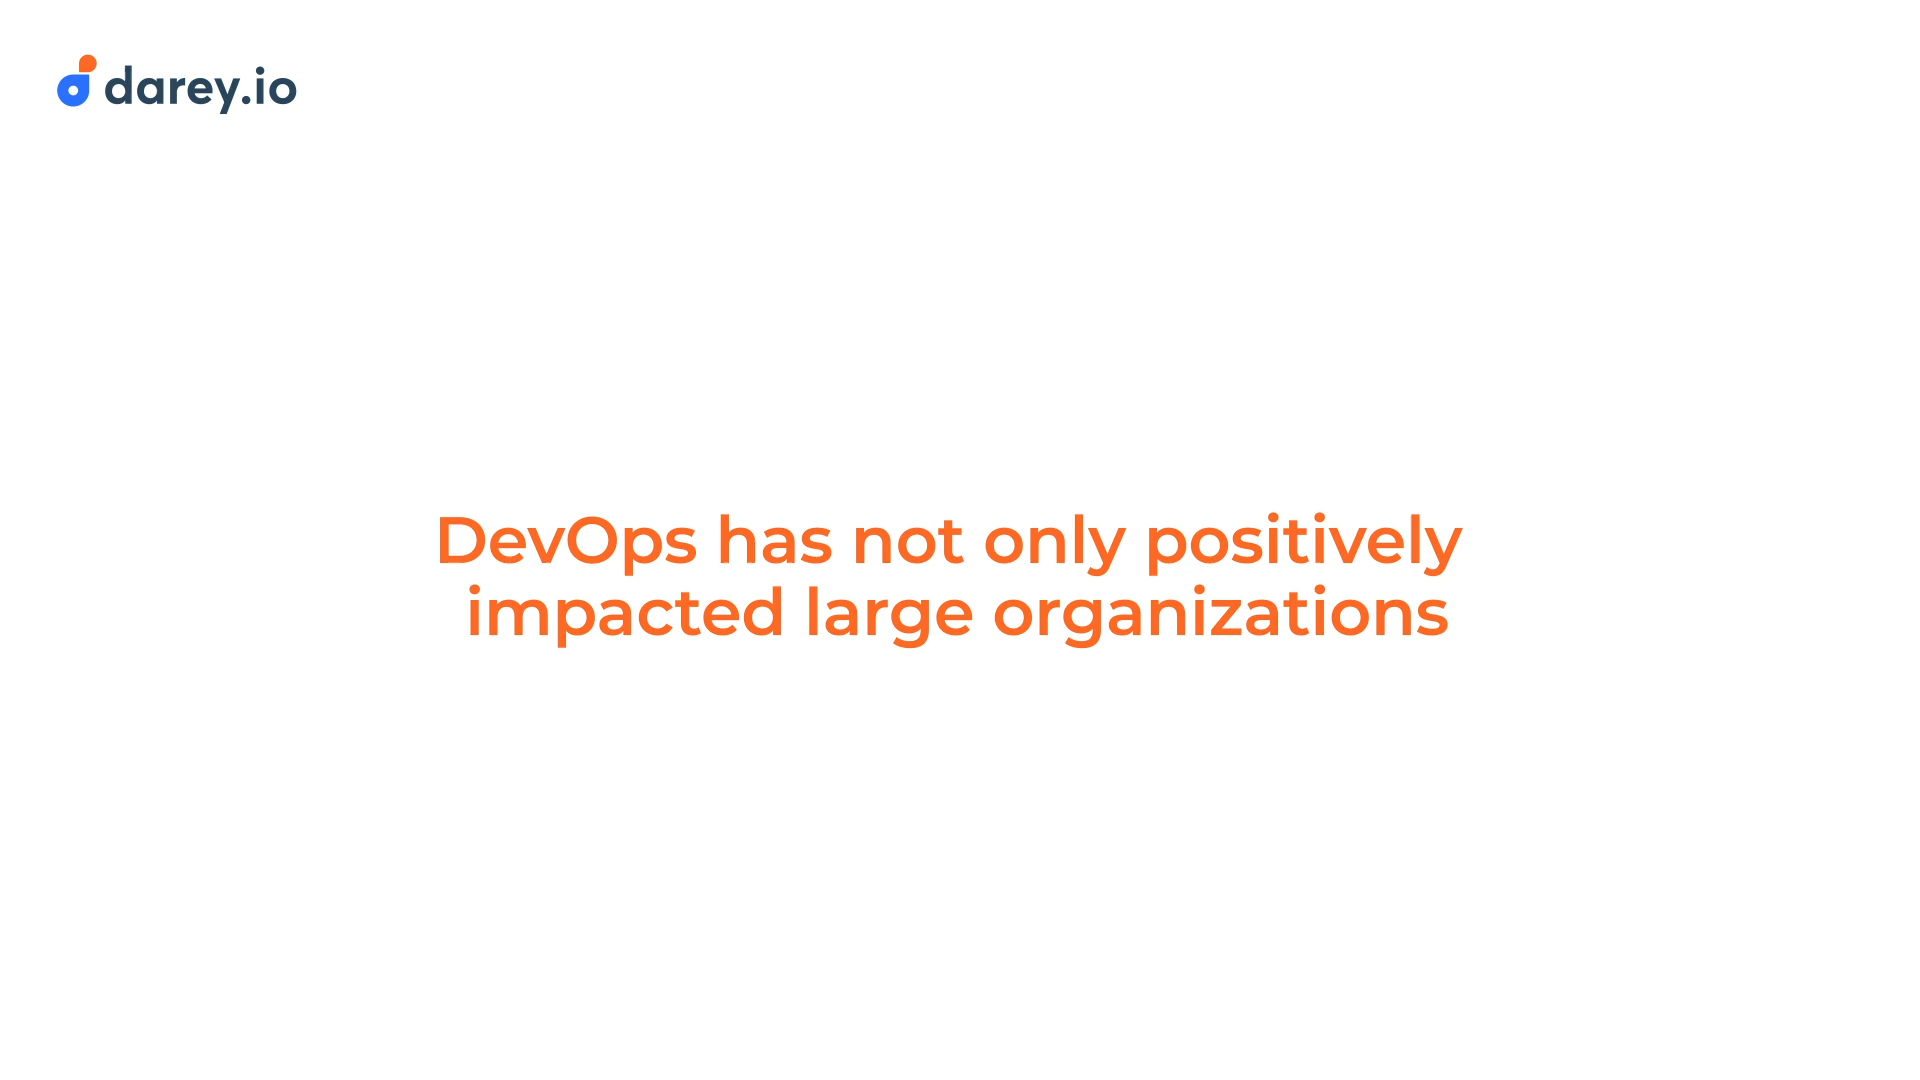 darey.io
DevOps has not only positively
impacted large organizations